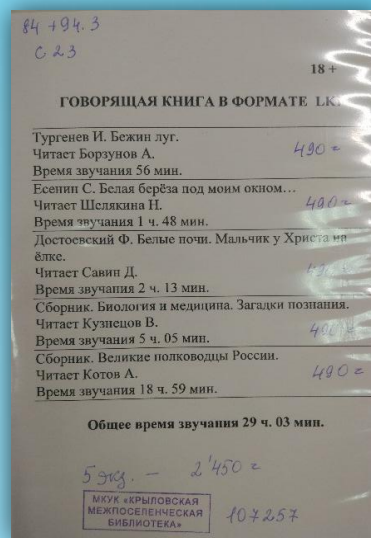 84 + 94. 3
С 23
18 +
ГОВОРЯЩАЯ КНИГА В ФОРМАТЕ LK
Тургенев И. Бежин луг.
Читает Борзунов А.
490 =
Время звучания 56 мин.
Есенин С. Белая берёза под моим окном…
Читает Шелякина Н.
490 =
Время звучания 1 ч. 48 мин.
Достоевский Ф. Белые ночи. Мальчик у Христа на
ёлке.
Читает Савин Д.
Время звучания 2 ч. 13 мин.
Сборник. Биология и медицина. Загадки познания.
Читает Кузнецов В.
Время звучания 5 ч. 05 мин.
Сборник. Великие полководцы России.
Читает Котов А.
490 =
Время звучания 18 ч. 59 мин.
Общее время звучания 29 ч. 03 мин.
5 экз. — 2'450 =
МКУК «КРЫЛОВСКАЯ
МЕЖПОСЕЛЕНЧЕСКАЯ
БИБЛИОТЕКА»
107257